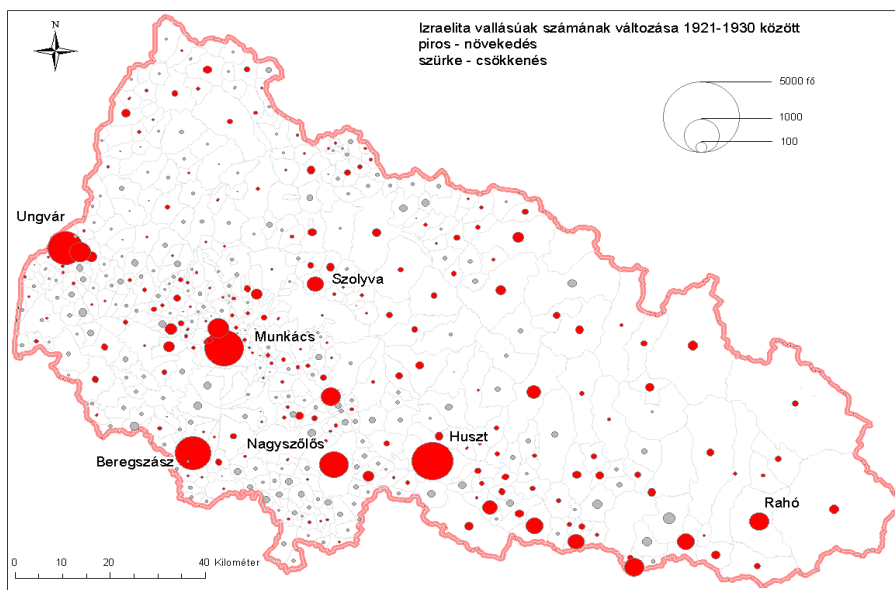 N
Izraelita vallásúak számának változása 1921-1930 között
piros - növekedés
szürke - csökkenés
5000 fő
1000
100
Ungvár
Szolyva
Munkács
Nagyszőlős
Huszt
Beregszász
Rahó
0 10 20 40 Kilométer